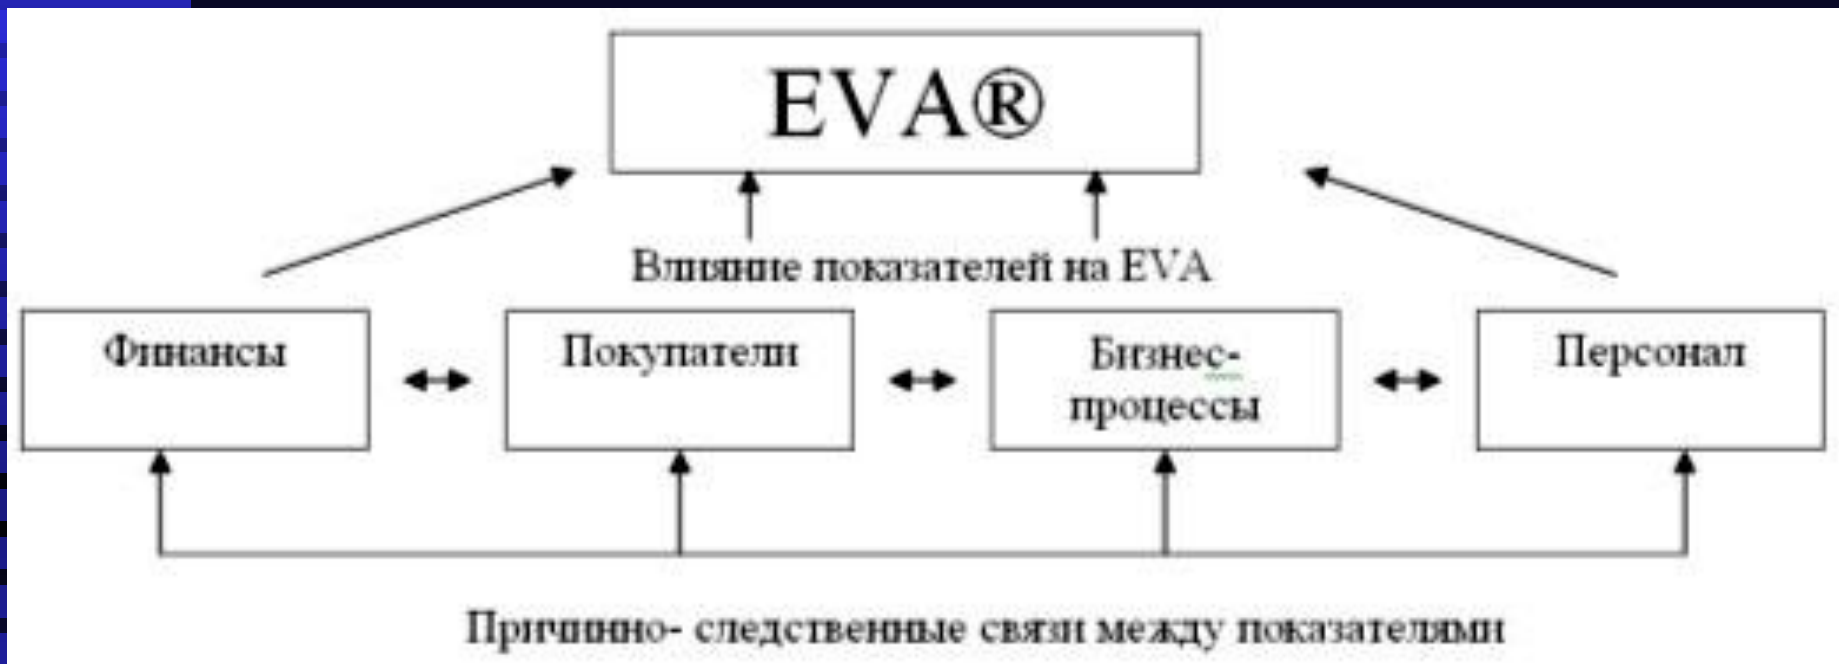 EVA®
Влияние показателей на EVA
Финансы
Покупатели
Бизнес-
процессы
Персонал
Причинно- следственные связи между показателями